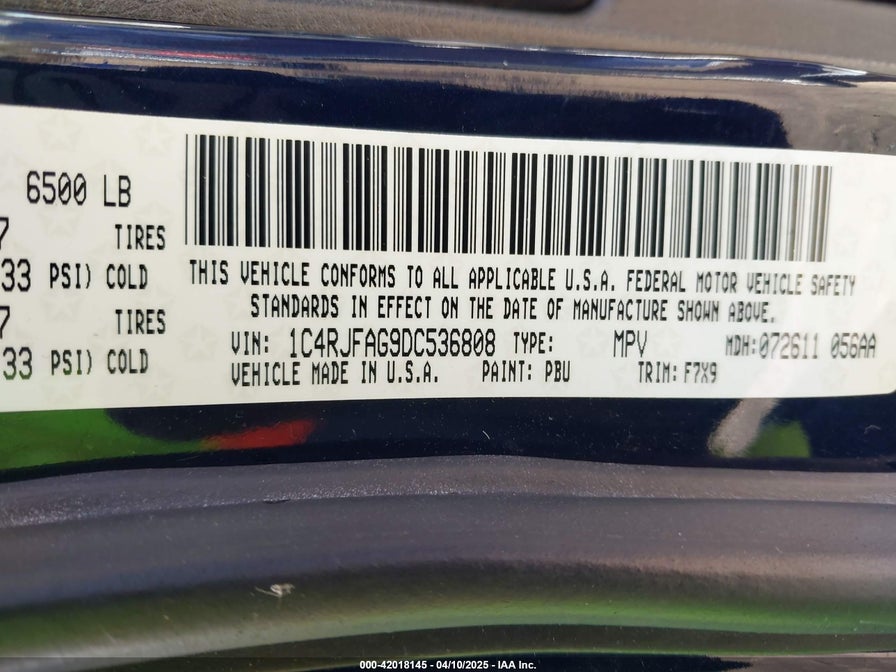 6500 LB
7 TIRES
33 PSI) COLD
7 TIRES
33 PSI) COLD
THIS VEHICLE CONFORMS TO ALL APPLICABLE U.S.A. FEDERAL MOTOR VEHICLE SAFETY
STANDARDS IN EFFECT ON THE DATE OF MANUFACTURE SHOWN ABOVE.
VIN: 1C4RJFAG9DC536808 TYPE: MPV MDH:072611 056AA
VEHICLE MADE IN U.S.A. PAINT: PBU TRIM: F7X9
000-42018145 - 04/10/2025 - IAA Inc.